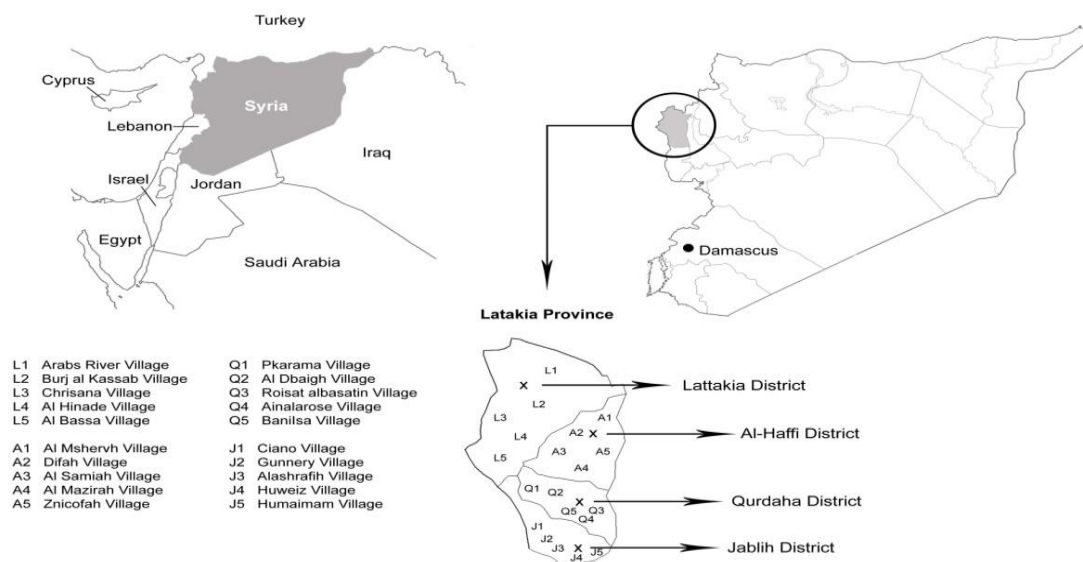 Turkey
Cyprus
Syria
Lebanon
Iraq
Israel
Jordan
Egypt
Saudi Arabia
Damascus
Latakia Province
L1 Arabs River Village
L2 Burj al Kassab Village
L3 Chrisana Village
L4 Al Hinade Village
L5 Al Bassa Village
A1 Al Mshervh Village
A2 Difah Village
A3 Al Samiah Village
A4 Al Mazirah Village
A5 Znicofah Village
Q1 Pkarama Village
Q2 Al Dbaigh Village
Q3 Roisat albasatin Village
Q4 Ainalarose Village
Q5 Banilsa Village
J1 Ciano Village
J2 Gunnery Village
J3 Alashrafih Village
J4 Huweiz Village
J5 Humaimam Village
L1
x Lattakia District
L2
L3 A1
L4 A2 x Al-Haffi District
A3 A5
L5 A4
Q1 Q2
x Qurdaha District
Q5 Q3
Q4
J1
J2
J3 x J5 Jablih District
J4